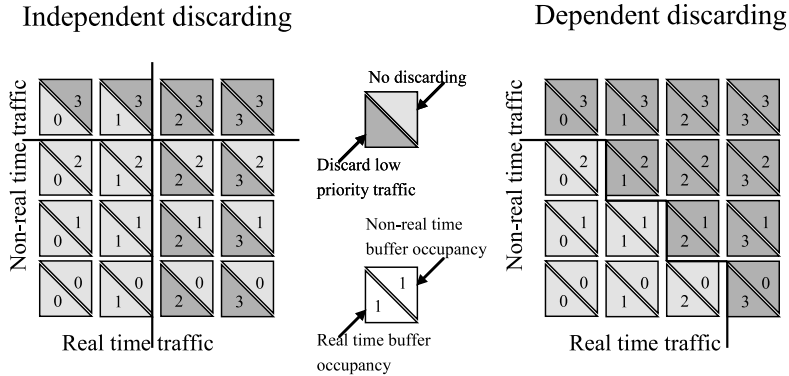 Independent discarding
Dependent discarding
Non-real time traffic
3 3 3 3
0 1 2 3
2 2 2 2
0 1 2 3
1 1 1 1
0 1 2 3
0 0 0 0
0 1 2 3
Real time traffic
No discarding
Discard low
priority traffic
Non-real time
buffer occupancy
1
1
Real time buffer
occupancy
Non-real time traffic
3 3 3 3
0 1 2 3
2 2 2 2
0 1 2 3
1 1 1 1
0 1 2 3
0 0 0 0
0 1 2 3
Real time traffic